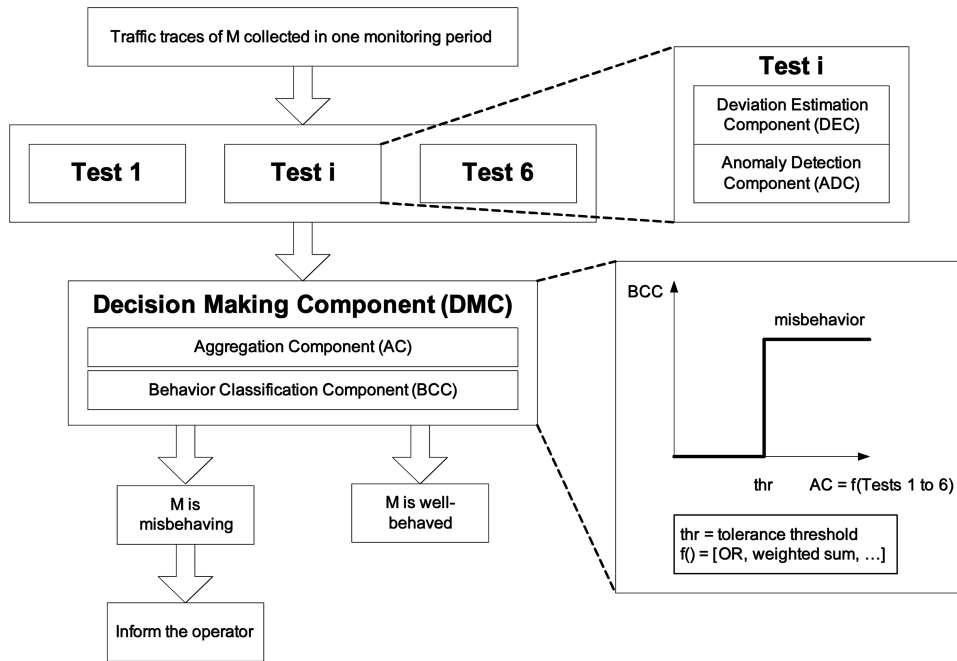 Traffic traces of M collected in one monitoring period
Test 1
Test i
Test 6
Test i
Deviation Estimation
Component (DEC)
Anomaly Detection
Component (ADC)
Decision Making Component (DMC)
Aggregation Component (AC)
Behavior Classification Component (BCC)
BCC
misbehavior
thr
AC = f(Tests 1 to 6)
thr = tolerance threshold
f() = [OR, weighted sum, …]
M is
misbehaving
M is well-
behaved
Inform the operator